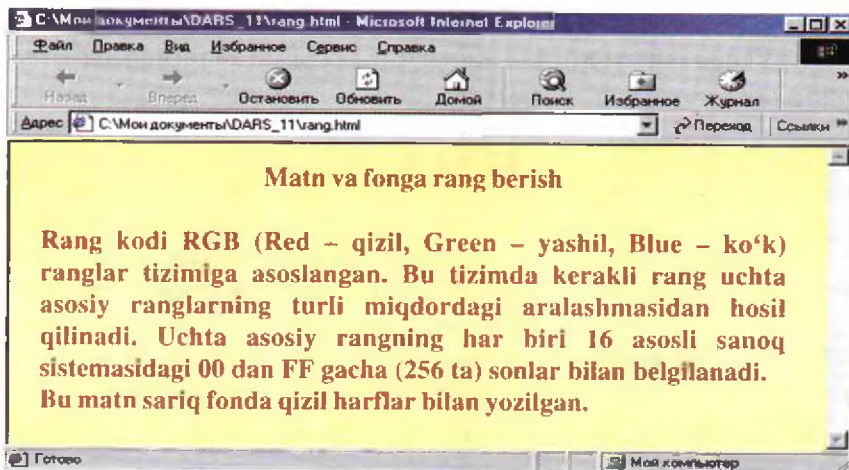 C:\Мои документы\DARS_11\rang.html - Microsoft Internet Explorer
Файл Правка Вид Избранное Сервис Справка
Назад Вперед Остановить Обновить Домой Поиск Избранное Журнал »
Адрес C:\Мои документы\DARS_11\rang.html Переход Ссылки »
Matn va fonga rang berish
Rang kodi RGB (Red – qizil, Green – yashil, Blue – ko‘k)
ranglar tizimiga asoslangan. Bu tizimda kerakli rang uchta
asosiy ranglarning turli miqdordagi aralashmasidan hosil
qilinadi. Uchta asosiy rangning har biri 16 asosli sanoq
sistemasidagi 00 dan FF gacha (256 ta) sonlar bilan belgilanadi.
Bu matn sariq fonda qizil harflar bilan yozilgan.
Готово Мой компьютер